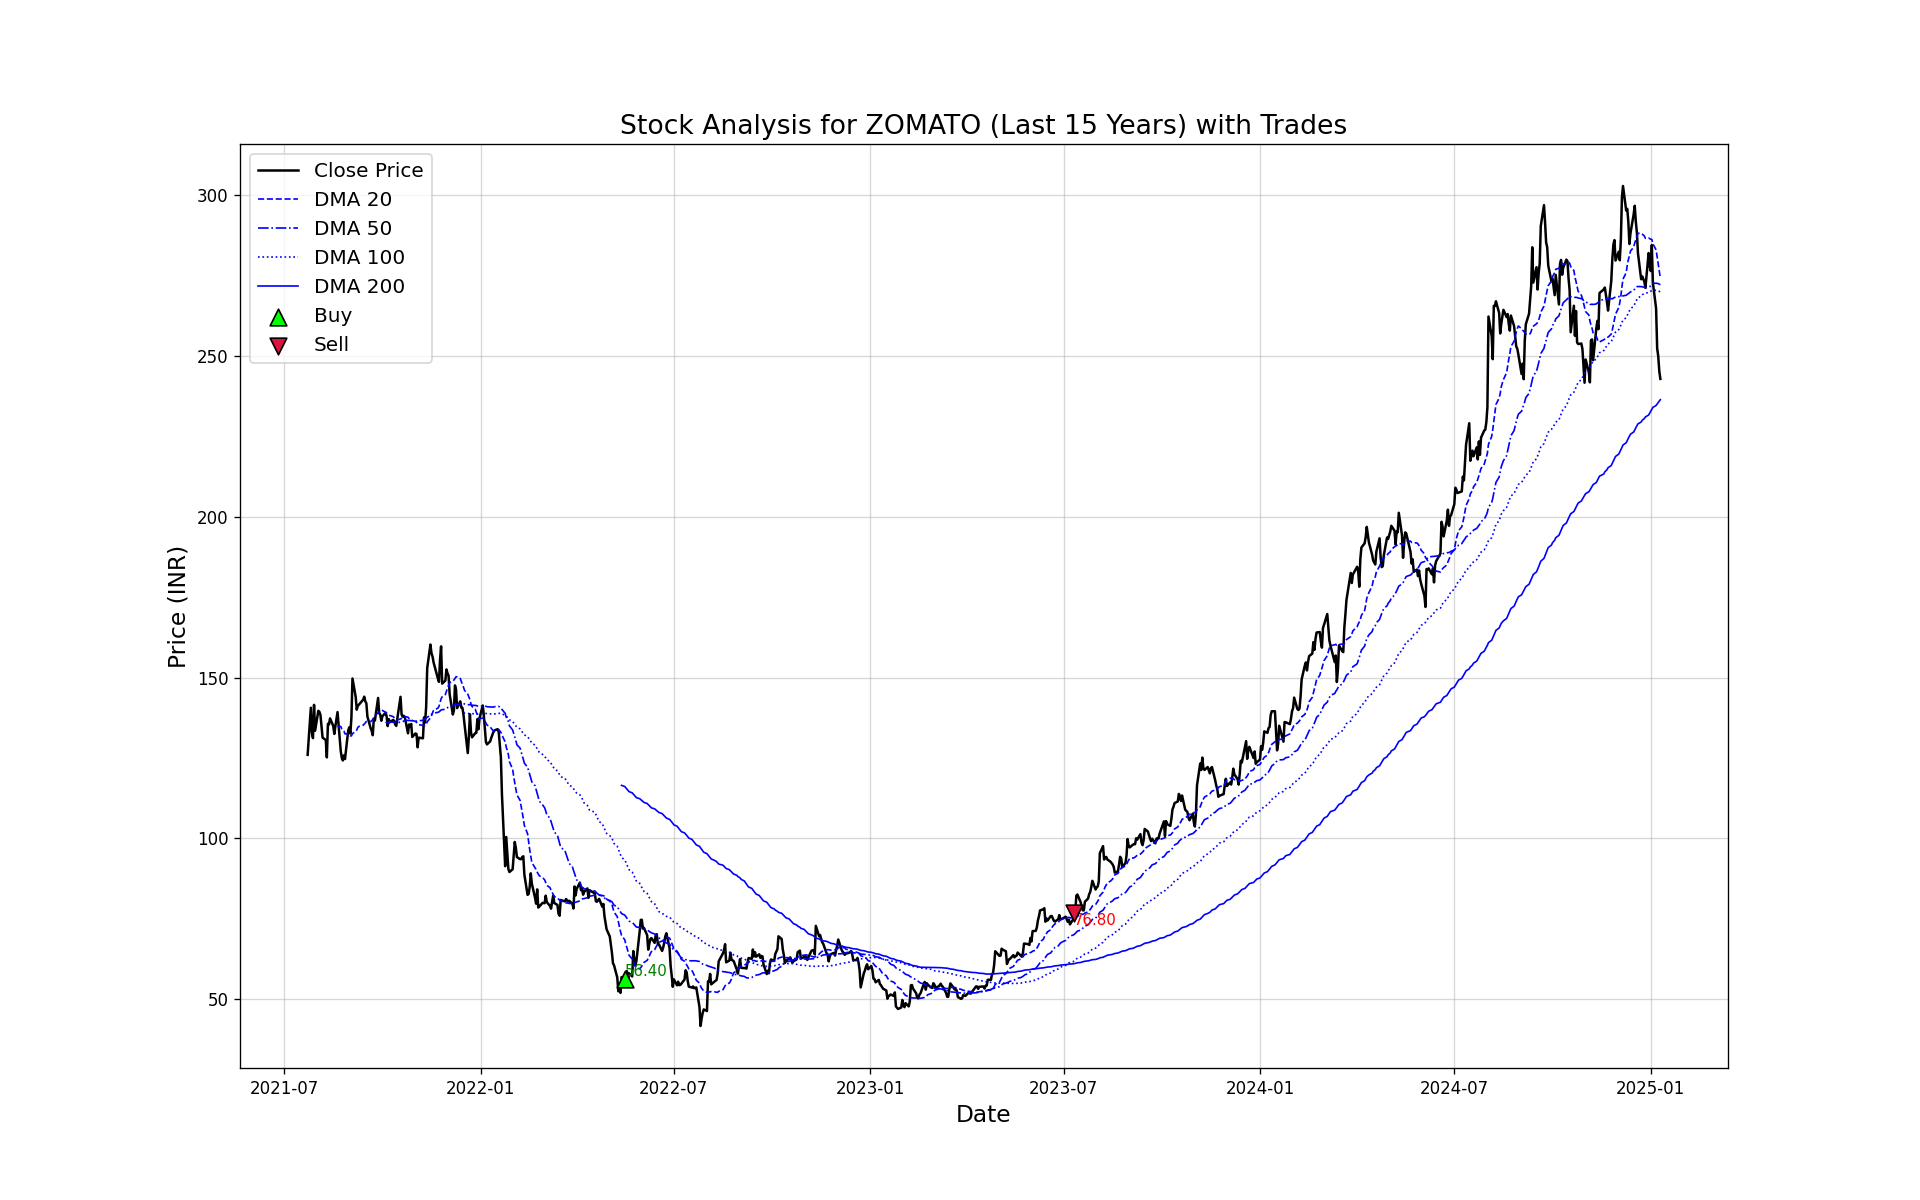 Stock Analysis for ZOMATO (Last 15 Years) with Trades
Close Price
DMA 20
DMA 50
DMA 100
DMA 200
Buy
Sell
300
250
200
150
100
50
Price (INR)
56.40
76.80
2021-07
2022-01
2022-07
2023-01
2023-07
2024-01
2024-07
2025-01
Date